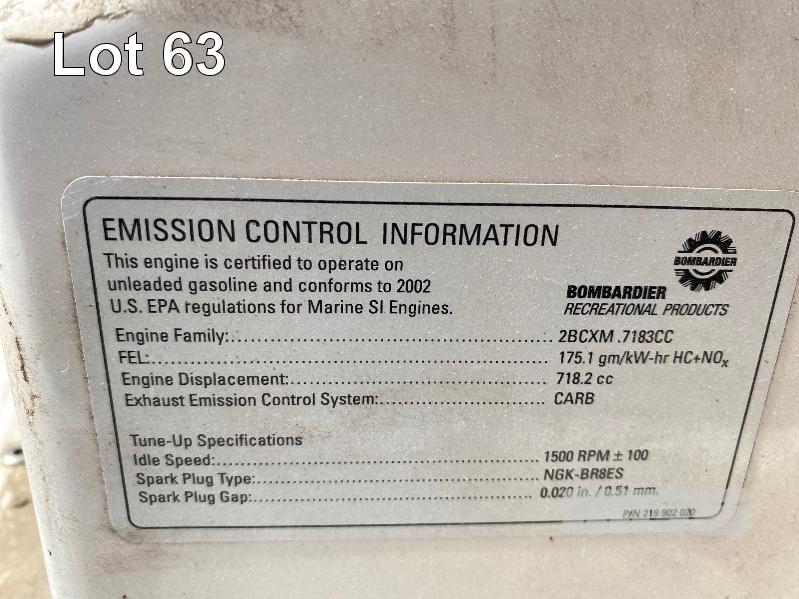 Lot 63
EMISSION CONTROL INFORMATION
This engine is certified to operate on
unleaded gasoline and conforms to 2002
U.S. EPA regulations for Marine SI Engines.
BOMBARDIER
BOMBARDIER
RECREATIONAL PRODUCTS
Engine Family:..................................................... 2BCXM .7183CC
FEL:.................................................................. 175.1 gm/kW-hr HC+NOx
Engine Displacement:........................................... 718.2 cc
Exhaust Emission Control System:........................... CARB
Tune-Up Specifications
Idle Speed:......................................................... 1500 RPM ± 100
Spark Plug Type:.................................................. NGK-BR8ES
Spark Plug Gap:................................................... 0.020 in. / 0.51 mm.
P/N 219 902 020